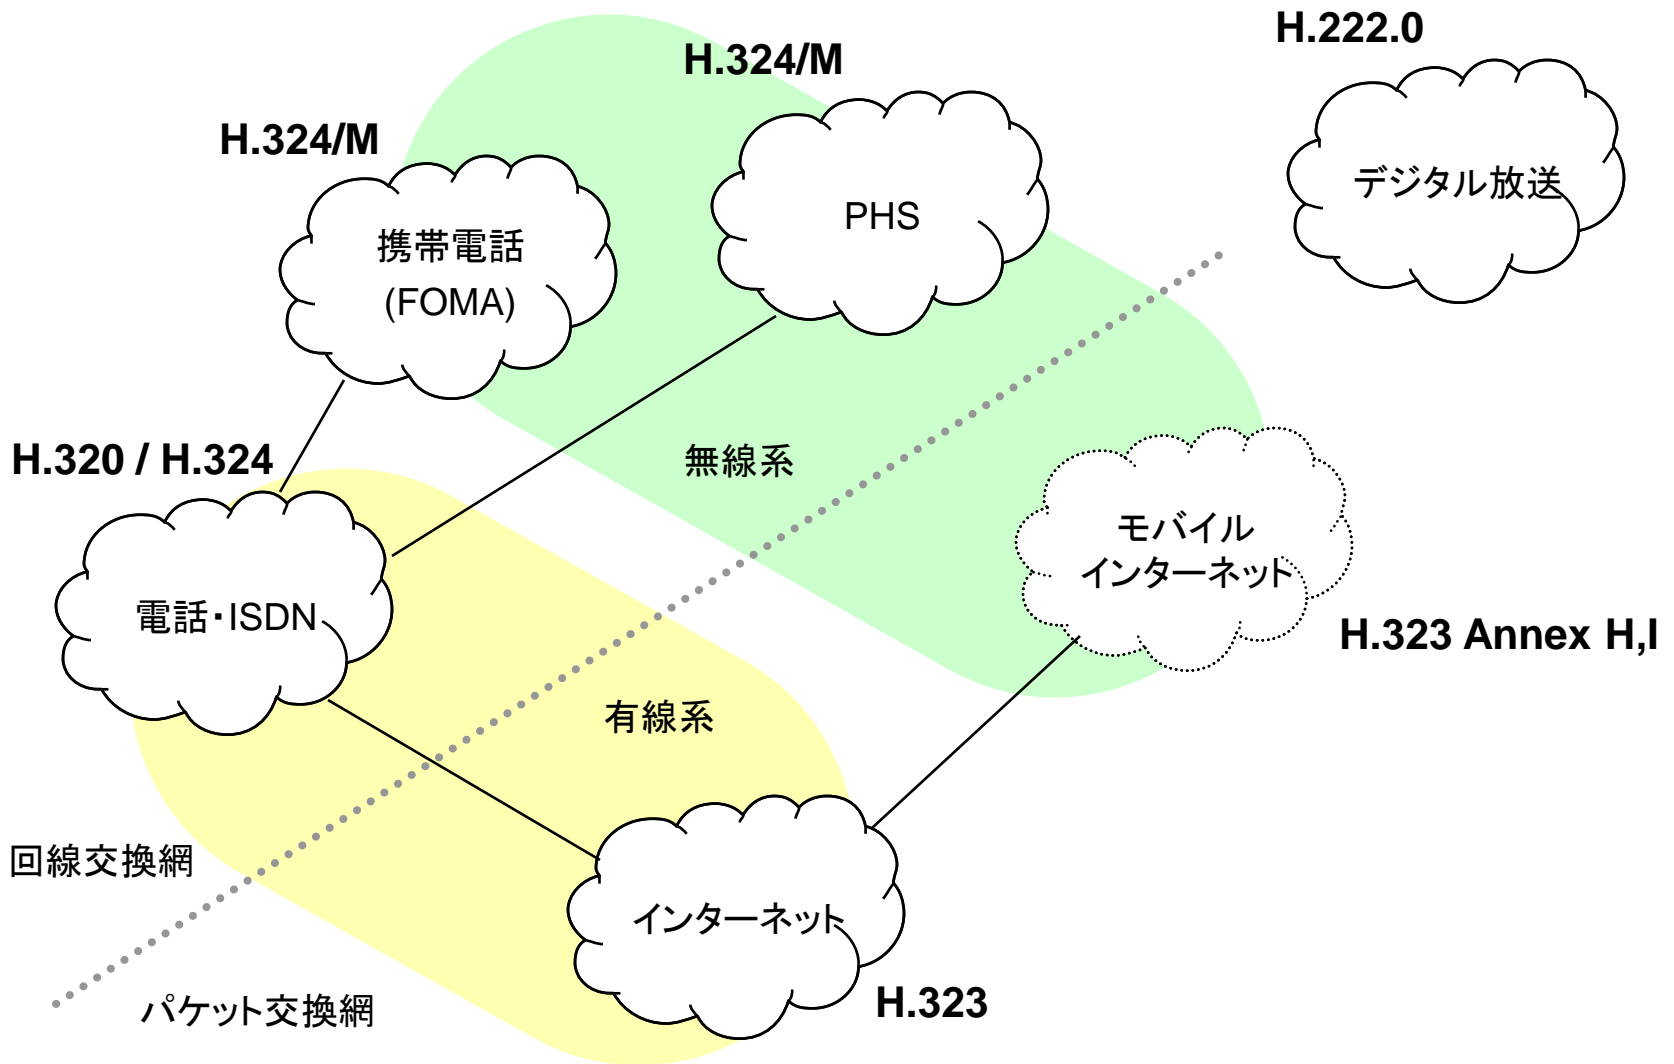 H.222.0
H.324/M
H.324/M
デジタル放送
PHS
携帯電話
(FOMA)
H.320 / H.324
無線系
モバイル
インターネット
電話・ISDN
H.323 Annex H,I
有線系
回線交換網
インターネット
パケット交換網
H.323